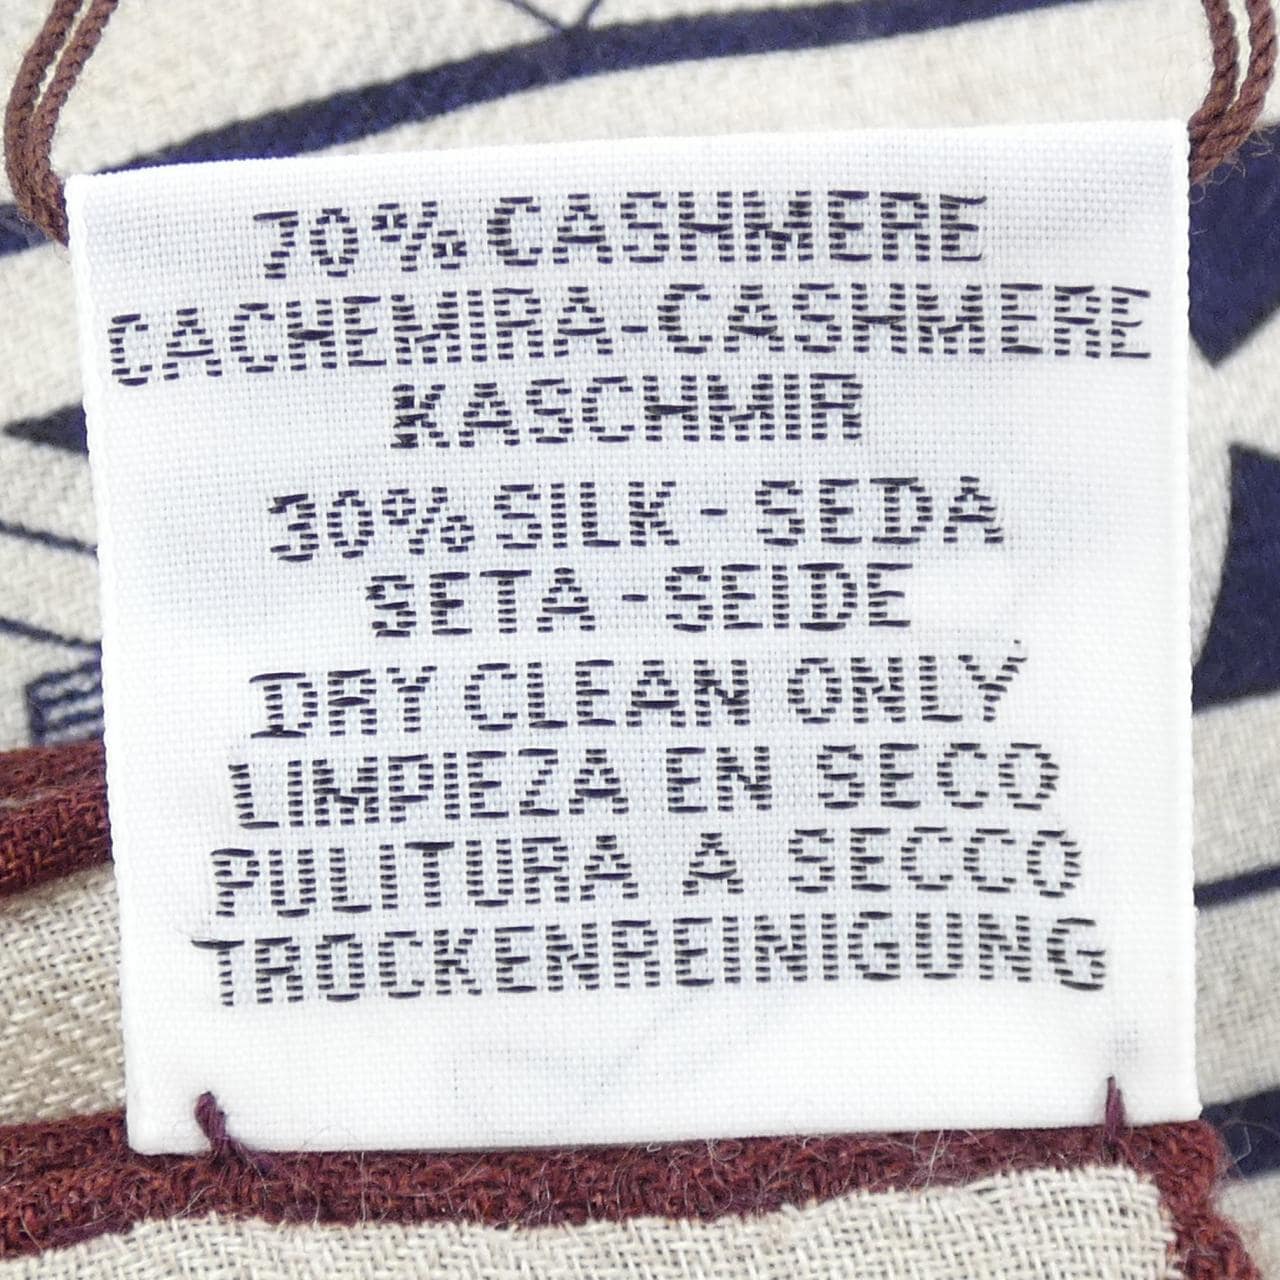 70% CASHMERE
CACHEMIRA-CASHMERE
KASCHMIR
30% SILK - SEDA
SETA - SEIDE
DRY CLEAN ONLY
LIMPIEZA EN SECO
PULITURA A SECCO
TROCKENREINIGUNG